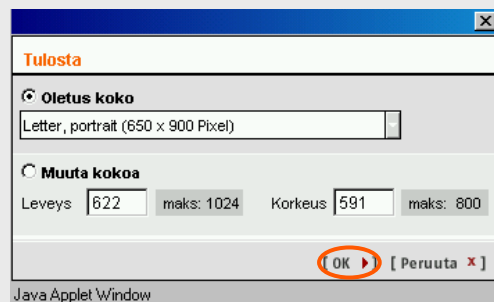 Tulosta
Oletus koko
Letter, portrait (650 x 900 Pixel)
Muuta kokoa
Leveys 622 maks: 1024 Korkeus 591 maks: 800
[ OK ] [ Peruuta x ]
Java Applet Window